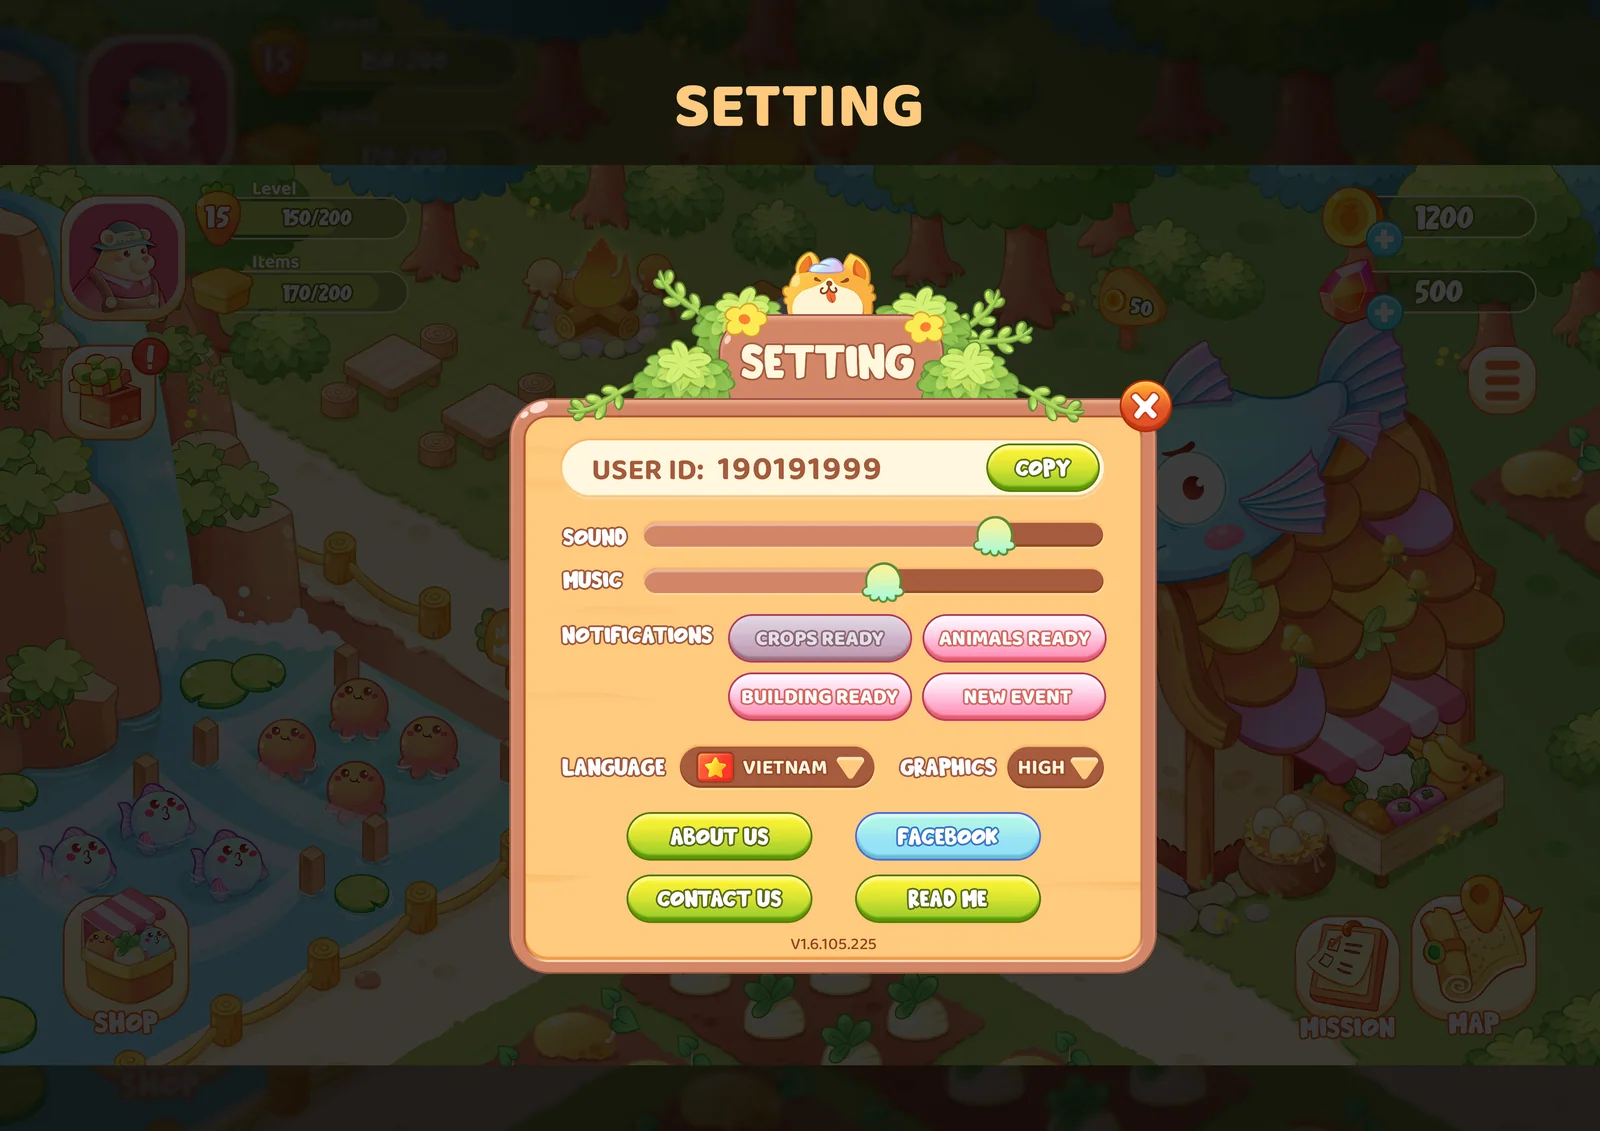 SETTING
Level
15
150/200
Items
170/200
1200
500
50
!
SETTING
USER ID: 190191999
COPY
SOUND
MUSIC
NOTIFICATIONS
CROPS READY
ANIMALS READY
BUILDING READY
NEW EVENT
LANGUAGE
VIETNAM
GRAPHICS
HIGH
ABOUT US
FACEBOOK
CONTACT US
READ ME
V1.6.105.225
SHOP
MISSION
MAP